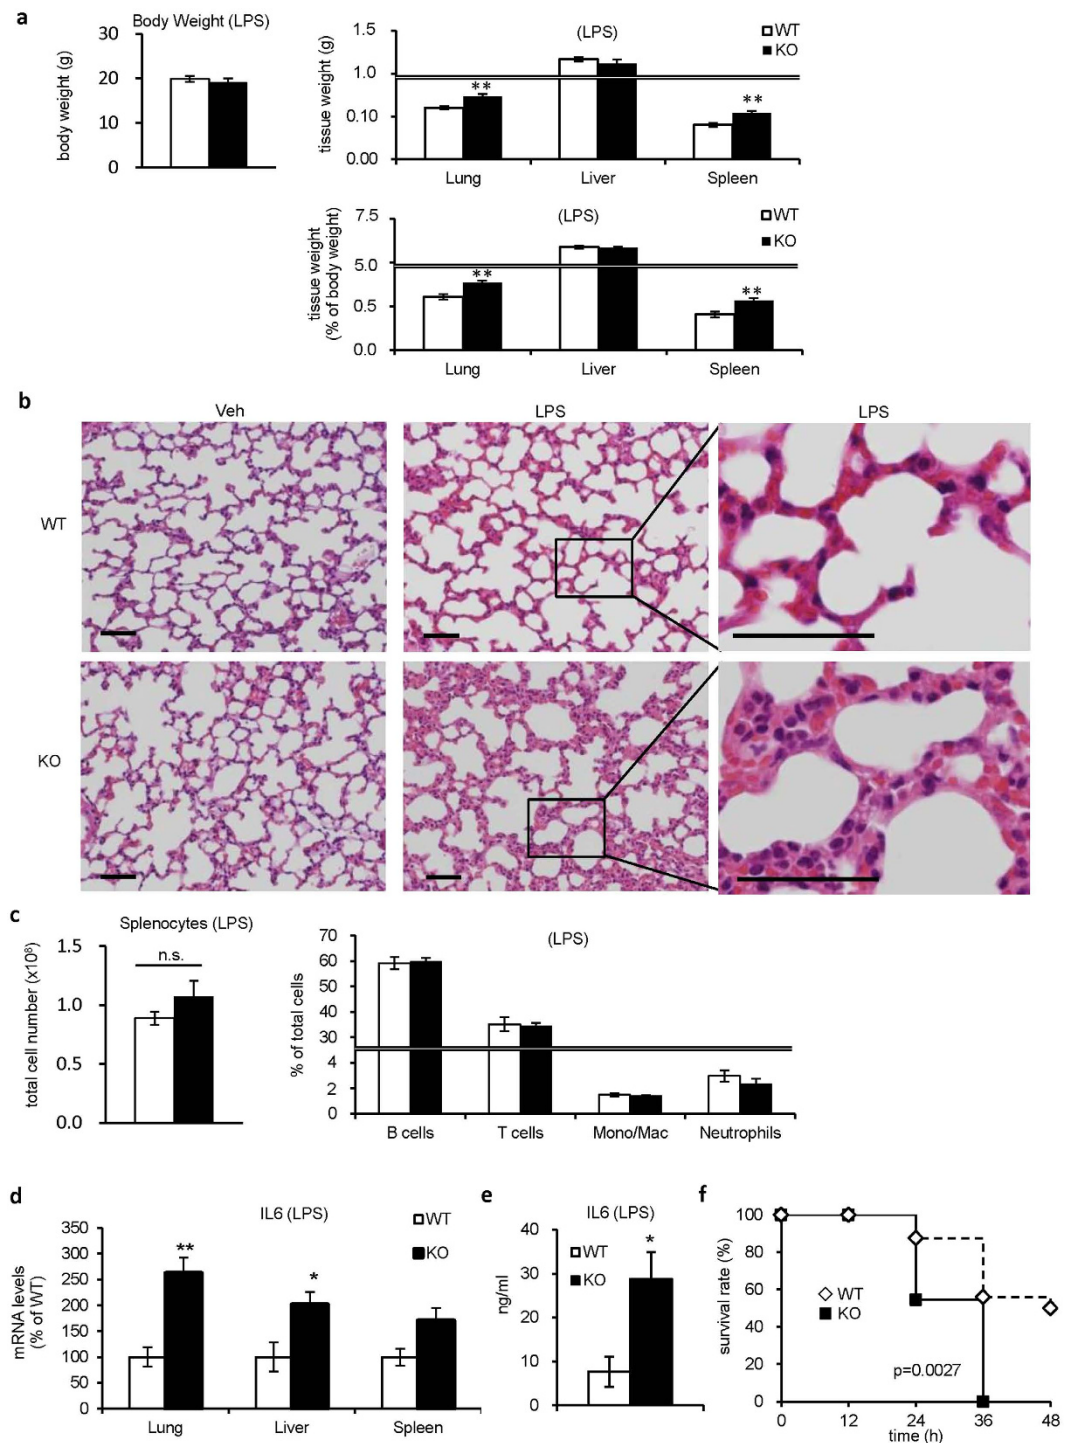 a
Body Weight (LPS)
body weight (g)
30
20
10
0
(LPS)
WT
KO
tissue weight (g)
1.5
1.0
0.10
0.00
**
**
Lung Liver Spleen
(LPS)
WT
KO
tissue weight
(% of body weight)
7.5
5.0
0.5
0.0
**
**
Lung Liver Spleen
b
Veh LPS LPS
WT
KO
c
Splenocytes (LPS)
total cell number (x10⁸)
1.5
1.0
0.5
0.0
n.s.
(LPS)
% of total cells
70
60
50
40
30
4
2
0
B cells T cells Mono/Mac Neutrophils
d
IL6 (LPS)
WT
KO
mRNA levels
(% of WT)
350
300
250
200
150
100
50
0
**
*
Lung Liver Spleen
e
IL6 (LPS)
WT
KO
ng/ml
40
30
20
10
0
*
f
survival rate (%)
100
80
60
40
20
0
WT
KO
p=0.0027
0 12 24 36 48
time (h)